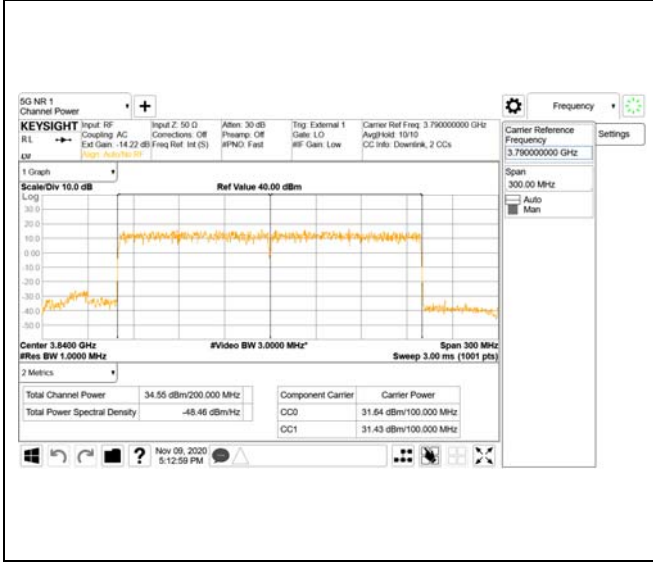 5G NR 1
Channel Power
Frequency
KEYSIGHT
Input: RF
Input Z: 50 Ω
Atten: 30 dB
Trig: External 1
Carrier Ref Freq: 3.790000000 GHz
RL
Coupling: AC
Corrections: Off
Preamp: Off
Gate: LO
Avg|Hold: 10/10
Ext Gain: -14.22 dB
Freq Ref: Int (S)
#PNO: Fast
#IF Gain: Low
CC Info: Downlink, 2 CCs
Align: Auto/No RF
Carrier Reference
Frequency
3.790000000 GHz
Settings
Span
300.00 MHz
Auto
Man
1 Graph
Scale/Div 10.0 dB
Ref Value 40.00 dBm
Log
30.0
20.0
10.0
0.00
-10.0
-20.0
-30.0
-40.0
-50.0
Center 3.8400 GHz
#Video BW 3.0000 MHz*
Span 300 MHz
#Res BW 1.0000 MHz
Sweep 3.00 ms (1001 pts)
2 Metrics
Total Channel Power
34.55 dBm/200.000 MHz
Total Power Spectral Density
-48.46 dBm/Hz
Component Carrier
Carrier Power
CC0
31.64 dBm/100.000 MHz
CC1
31.43 dBm/100.000 MHz
?
Nov 09, 2020
5:12:59 PM